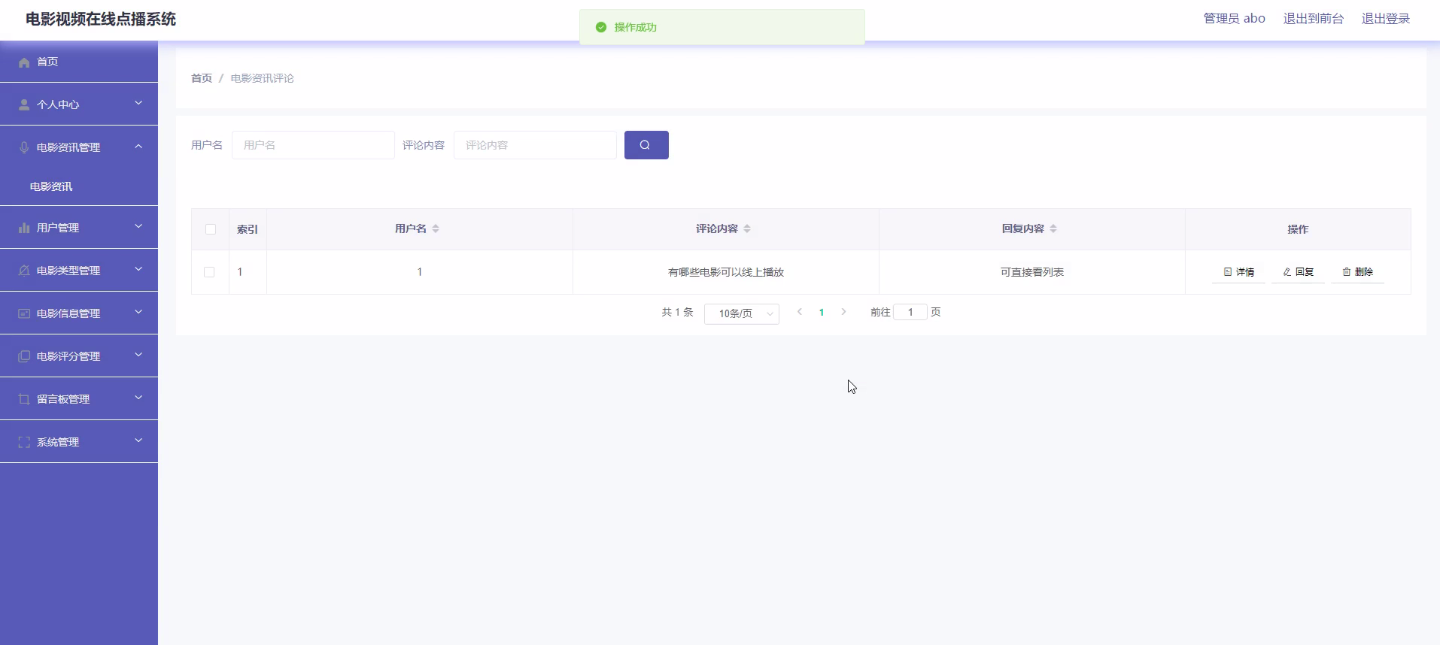 电影视频在线点播系统
操作成功
管理员 abo 退出到前台 退出登录
首页
个人中心
电影资讯管理
电影资讯
用户管理
电影类型管理
电影信息管理
电影评分管理
留言板管理
系统管理
首页 / 电影资讯评论
用户名 用户名 评论内容 评论内容
索引 用户名 评论内容 回复内容 操作
1 1 有哪些电影可以线上播放 可直接看列表 详情 回复 删除
共 1 条 10条/页 1 前往 1 页